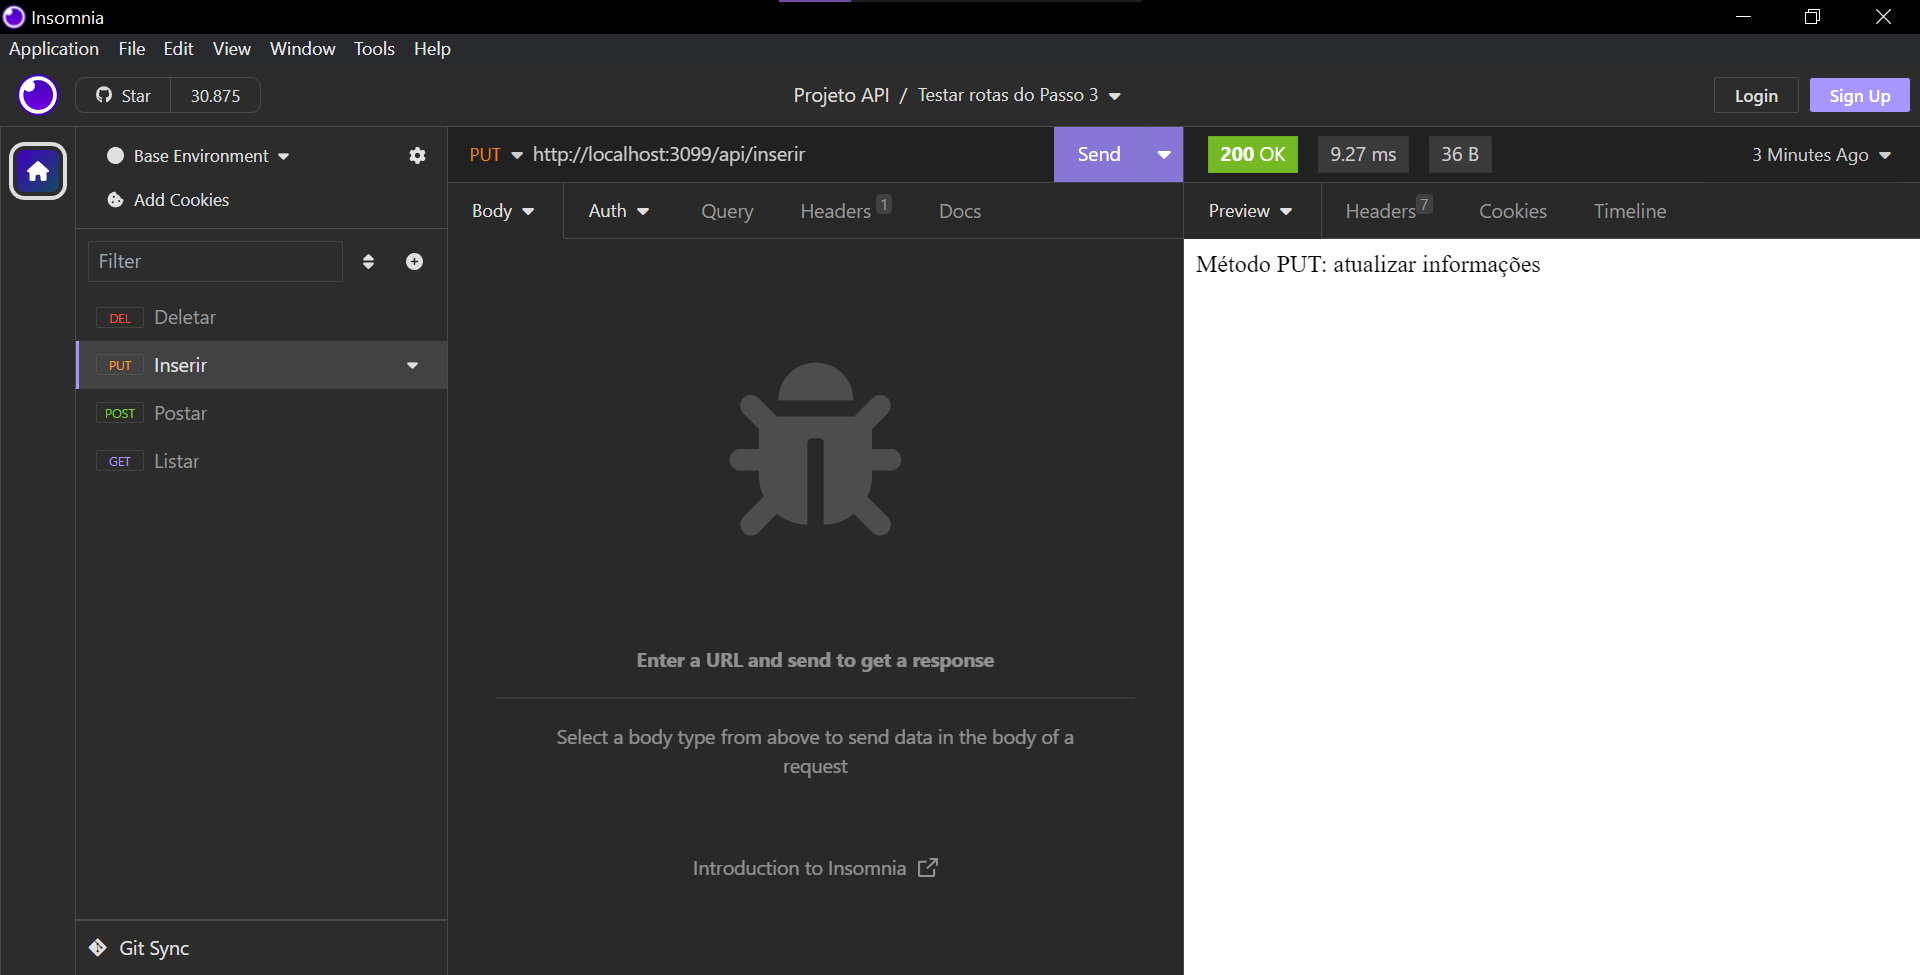 Insomnia
Application File Edit View Window Tools Help
Star 30.875
Projeto API / Testar rotas do Passo 3
Login Sign Up
Base Environment
Add Cookies
Filter
DEL Deletar
PUT Inserir
POST Postar
GET Listar
Git Sync
PUT http://localhost:3099/api/inserir Send
Body Auth Query Headers 1 Docs
Enter a URL and send to get a response
Select a body type from above to send data in the body of a
request
Introduction to Insomnia
200 OK 9.27 ms 36 B 3 Minutes Ago
Preview Headers 7 Cookies Timeline
Método PUT: atualizar informações